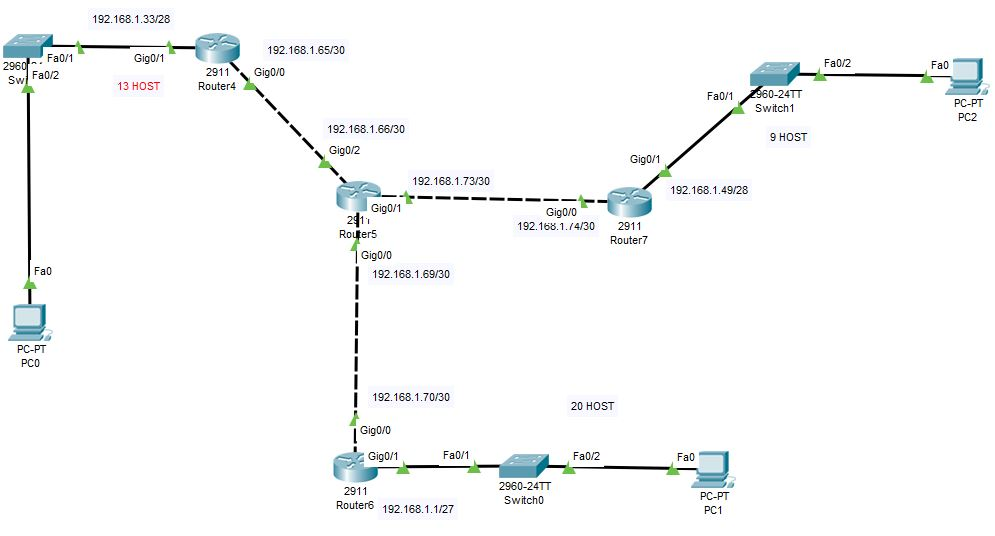 192.168.1.33/28
Fa0/1
Gig0/1
2911
Router4
192.168.1.65/30
Gig0/0
2960
Fa0/2
13 HOST
192.168.1.66/30
Gig0/2
Fa0/2
Fa0
2960-24TT
Switch1
PC-PT
PC2
Fa0/1
9 HOST
Gig0/1
192.168.1.73/30
192.168.1.49/28
Gig0/1
Gig0/0
192.168.1.74/30
2911
Router5
2911
Router7
Gig0/0
192.168.1.69/30
Fa0
PC-PT
PC0
192.168.1.70/30
20 HOST
Gig0/0
Gig0/1
Fa0/1
Fa0/2
Fa0
2911
Router6
192.168.1.1/27
2960-24TT
Switch0
PC-PT
PC1